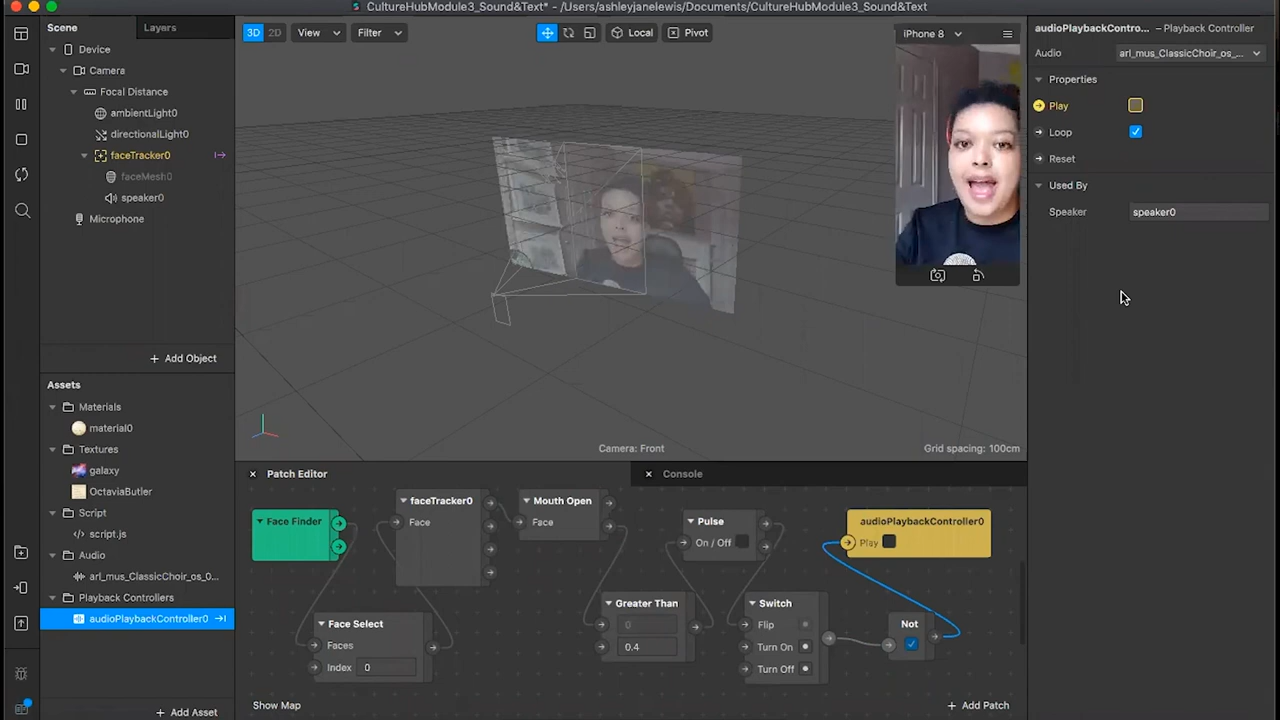 CultureHubModule3_Sound&Text* - /Users/ashleyjanelewis/Documents/CultureHubModule3_Sound&Text
Scene
Layers
Device
Camera
Focal Distance
ambientLight0
directionalLight0
faceTracker0
faceMesh0
speaker0
Microphone
+ Add Object
Assets
Materials
material0
Textures
galaxy
OctaviaButler
Script
script.js
Audio
arl_mus_ClassicChoir_os_0...
Playback Controllers
audioPlaybackController0
+ Add Asset
3D 2D View Filter Local Pivot
iPhone 8
Camera: Front
Grid spacing: 100cm
× Patch Editor
× Console
Face Finder
Face Select
Faces
Index 0
faceTracker0
Face
Mouth Open
Face
Greater Than
0
0.4
Pulse
On / Off
Switch
Flip
Turn On
Turn Off
Not
audioPlaybackController0
Play
Show Map
+ Add Patch
audioPlaybackContro... – Playback Controller
Audio arl_mus_ClassicChoir_os_...
Properties
Play
Loop
Reset
Used By
Speaker speaker0